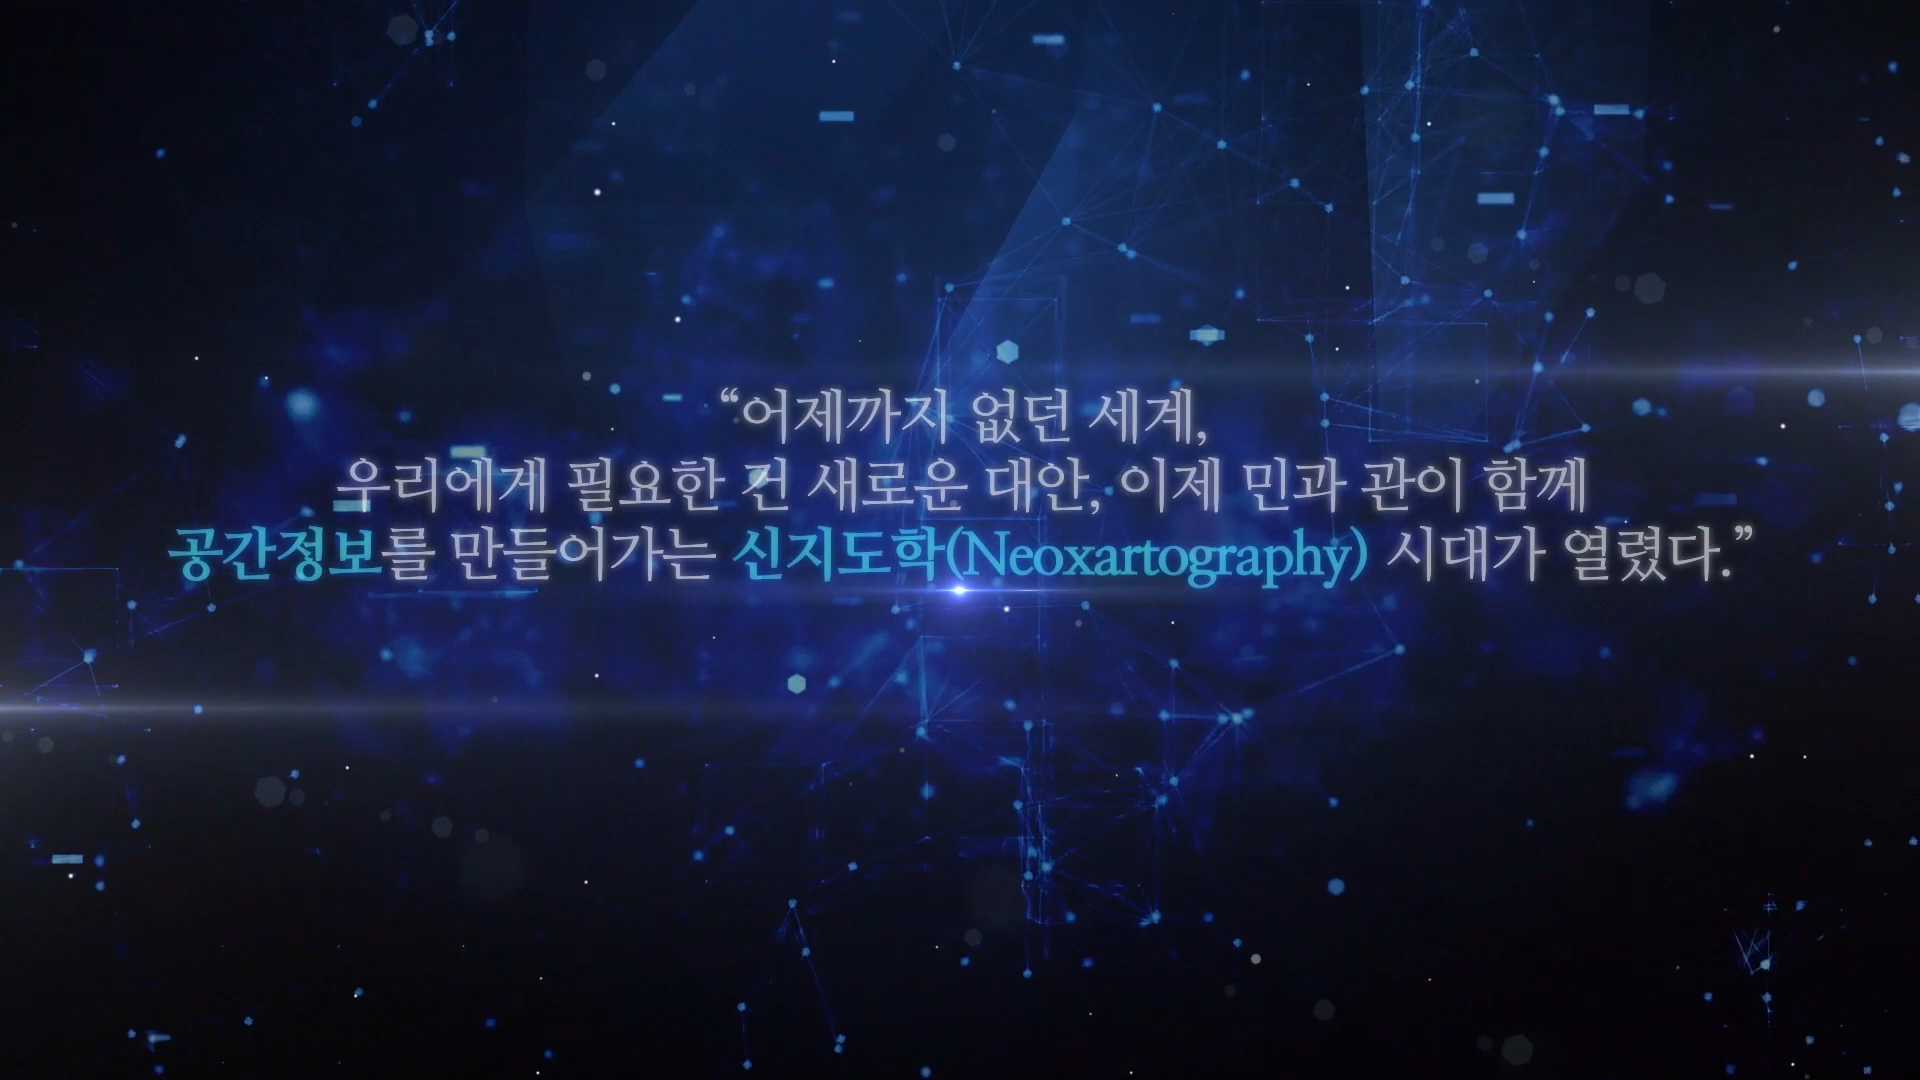 “어제까지 없던 세계,
우리에게 필요한 건 새로운 대안, 이제 민과 관이 함께
공간정보를 만들어가는 신지도학(Neoxartography) 시대가 열렸다.”